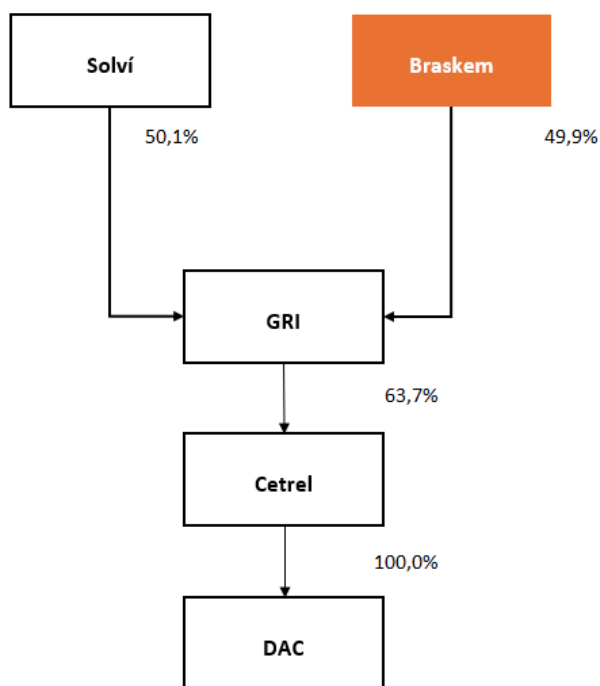 Solví
Braskem
50,1%
49,9%
GRI
63,7%
Cetrel
100,0%
DAC